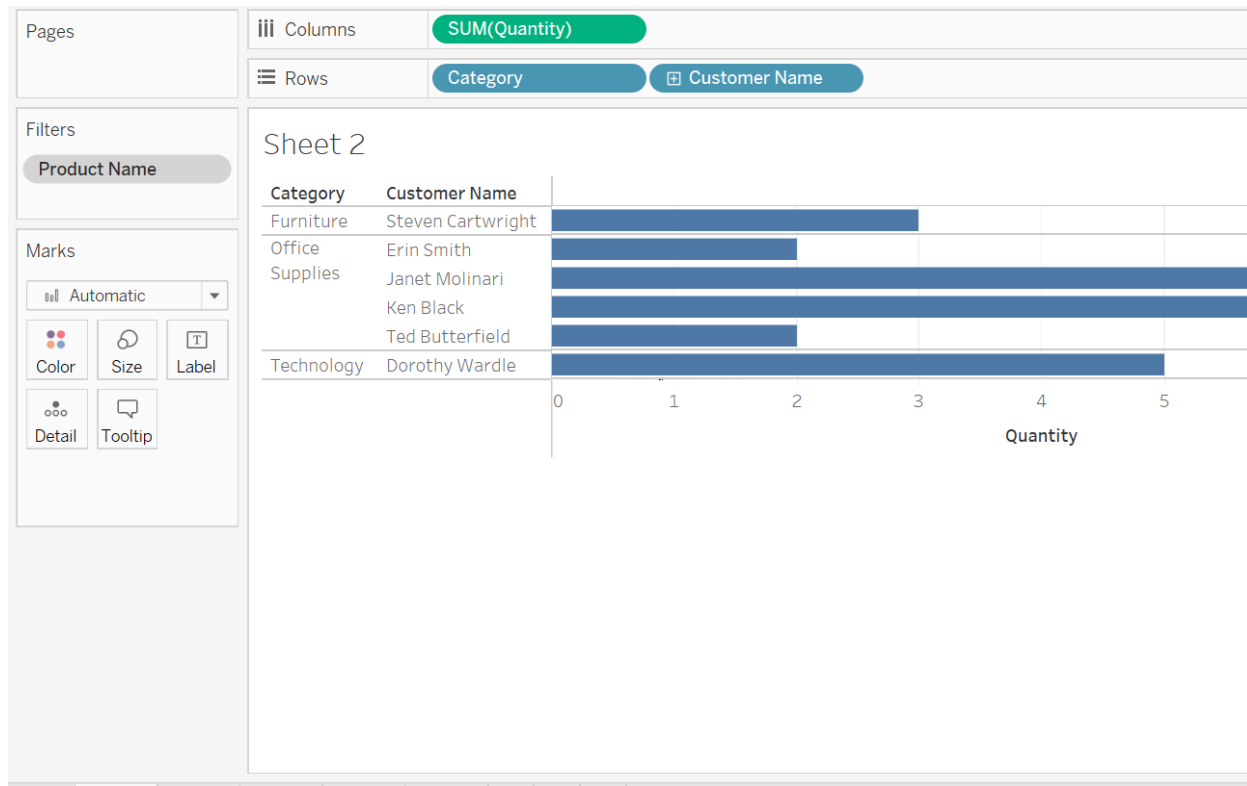 Pages
Columns
SUM(Quantity)
Rows
Category
Customer Name
Filters
Product Name
Marks
Automatic
Color
Size
T
Label
Detail
Tooltip
Sheet 2
Category Customer Name
Furniture Steven Cartwright
Office Supplies Erin Smith
Janet Molinari
Ken Black
Ted Butterfield
Technology Dorothy Wardle
0 1 2 3 4 5
Quantity